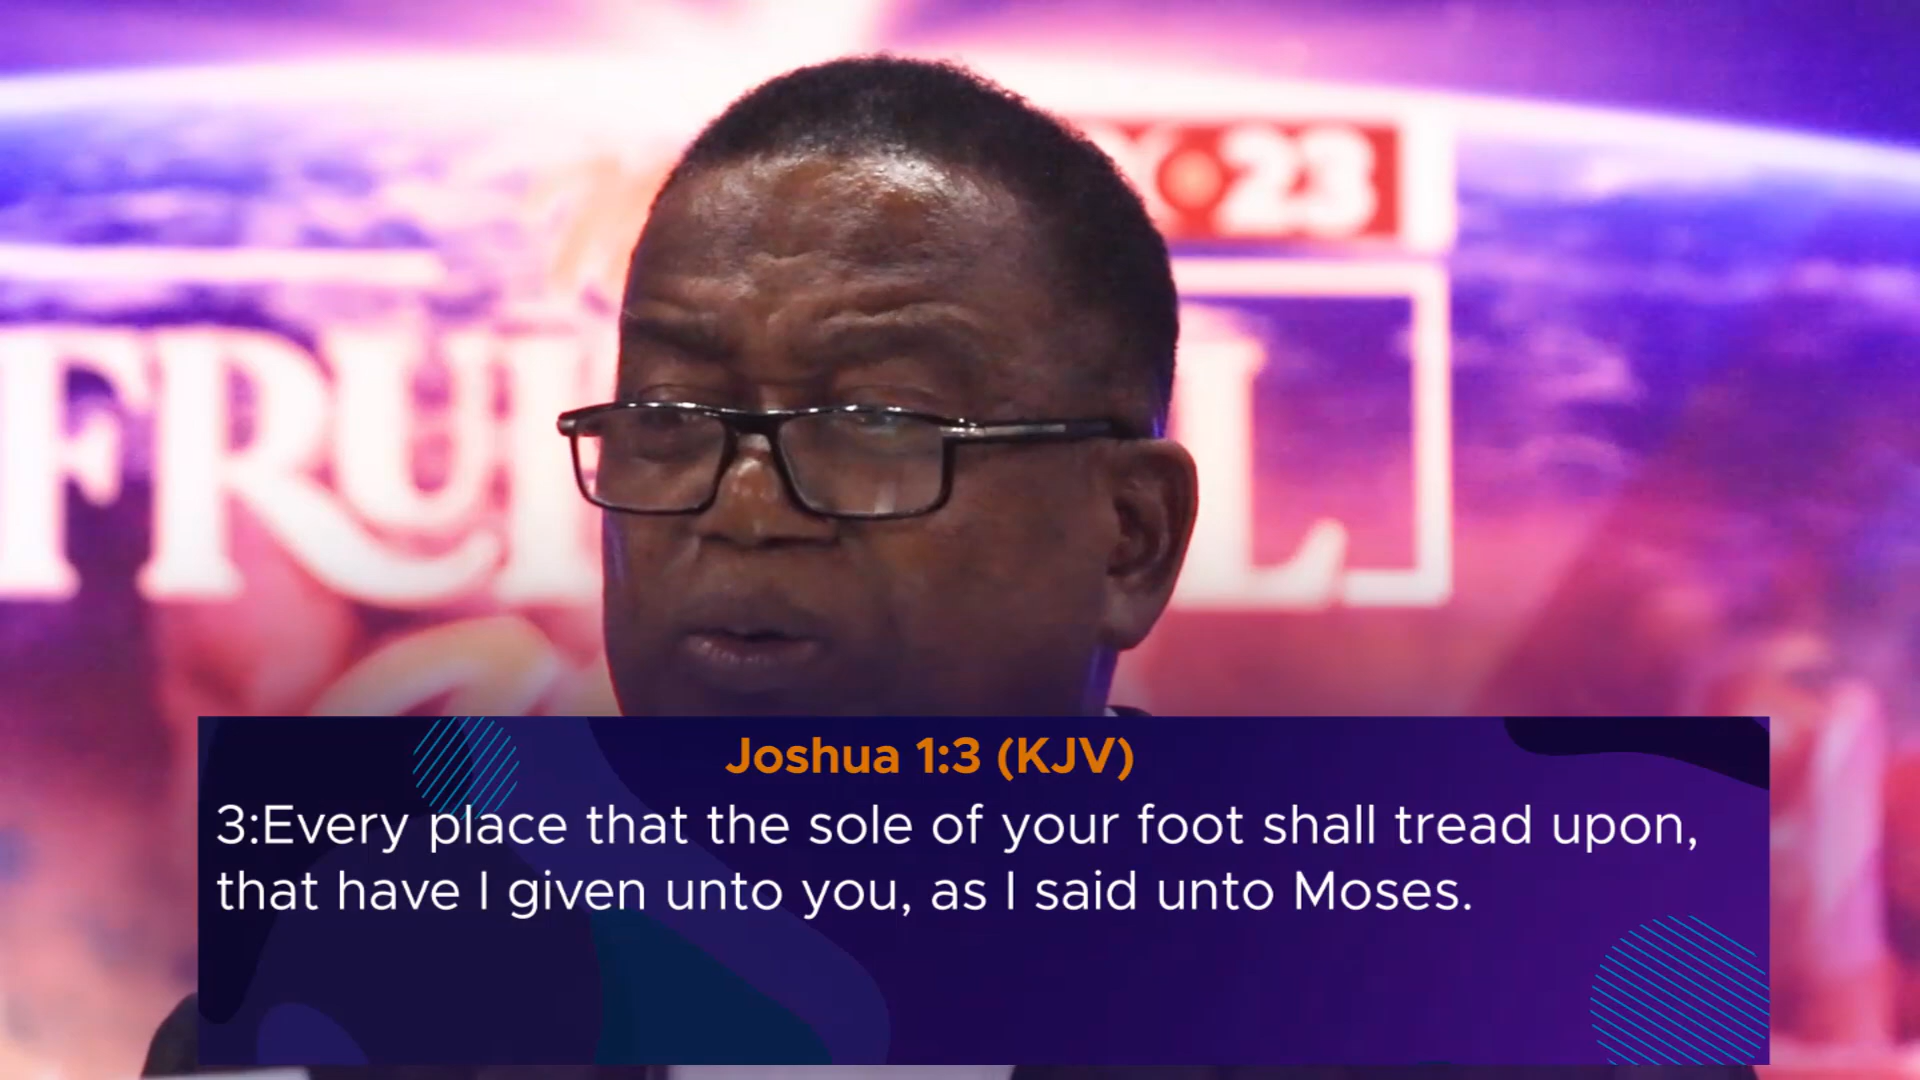 23
Joshua 1:3 (KJV)
3:Every place that the sole of your foot shall tread upon,
that have I given unto you, as I said unto Moses.